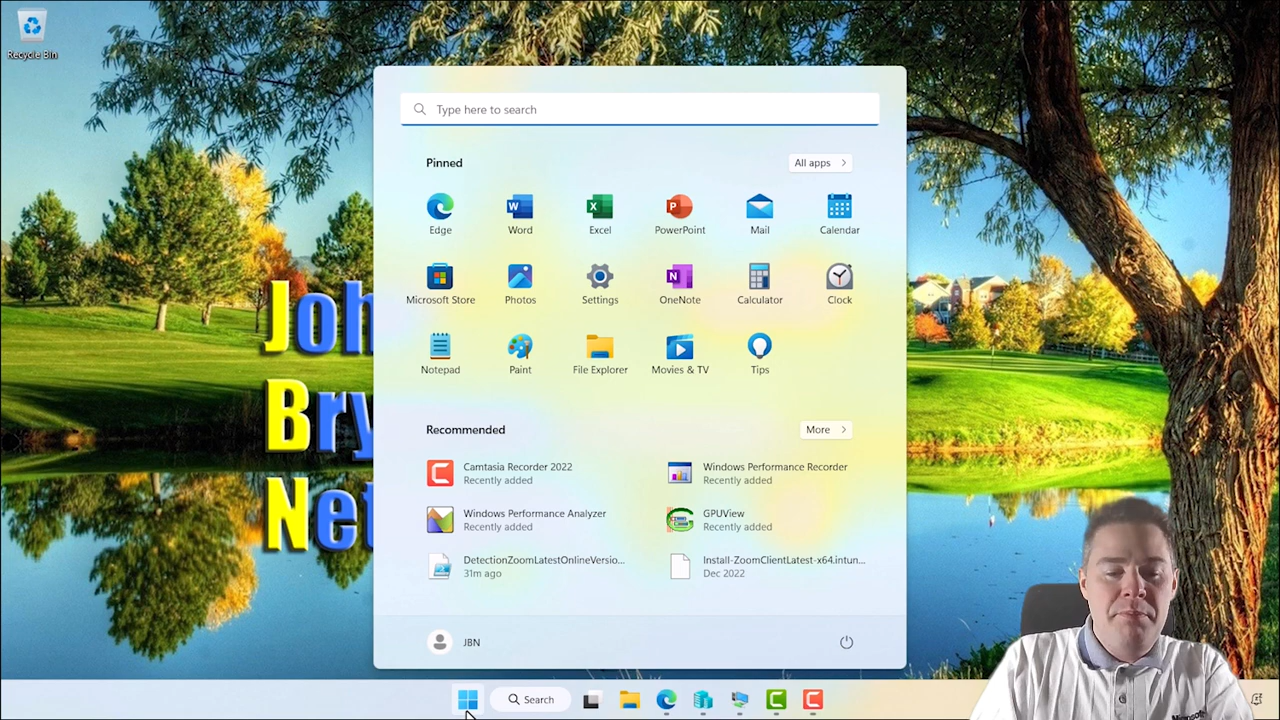 Recycle Bin
Type here to search
Pinned
All apps
Edge
Word
Excel
PowerPoint
Mail
Calendar
Microsoft Store
Photos
Settings
OneNote
Calculator
Clock
Notepad
Paint
File Explorer
Movies & TV
Tips
Joh
Bry
Net
Recommended
More
Camtasia Recorder 2022
Recently added
Windows Performance Recorder
Recently added
Windows Performance Analyzer
Recently added
GPUView
Recently added
DetectionZoomLatestOnlineVersio...
31m ago
Install-ZoomClientLatest-x64.intun...
Dec 2022
JBN
Search